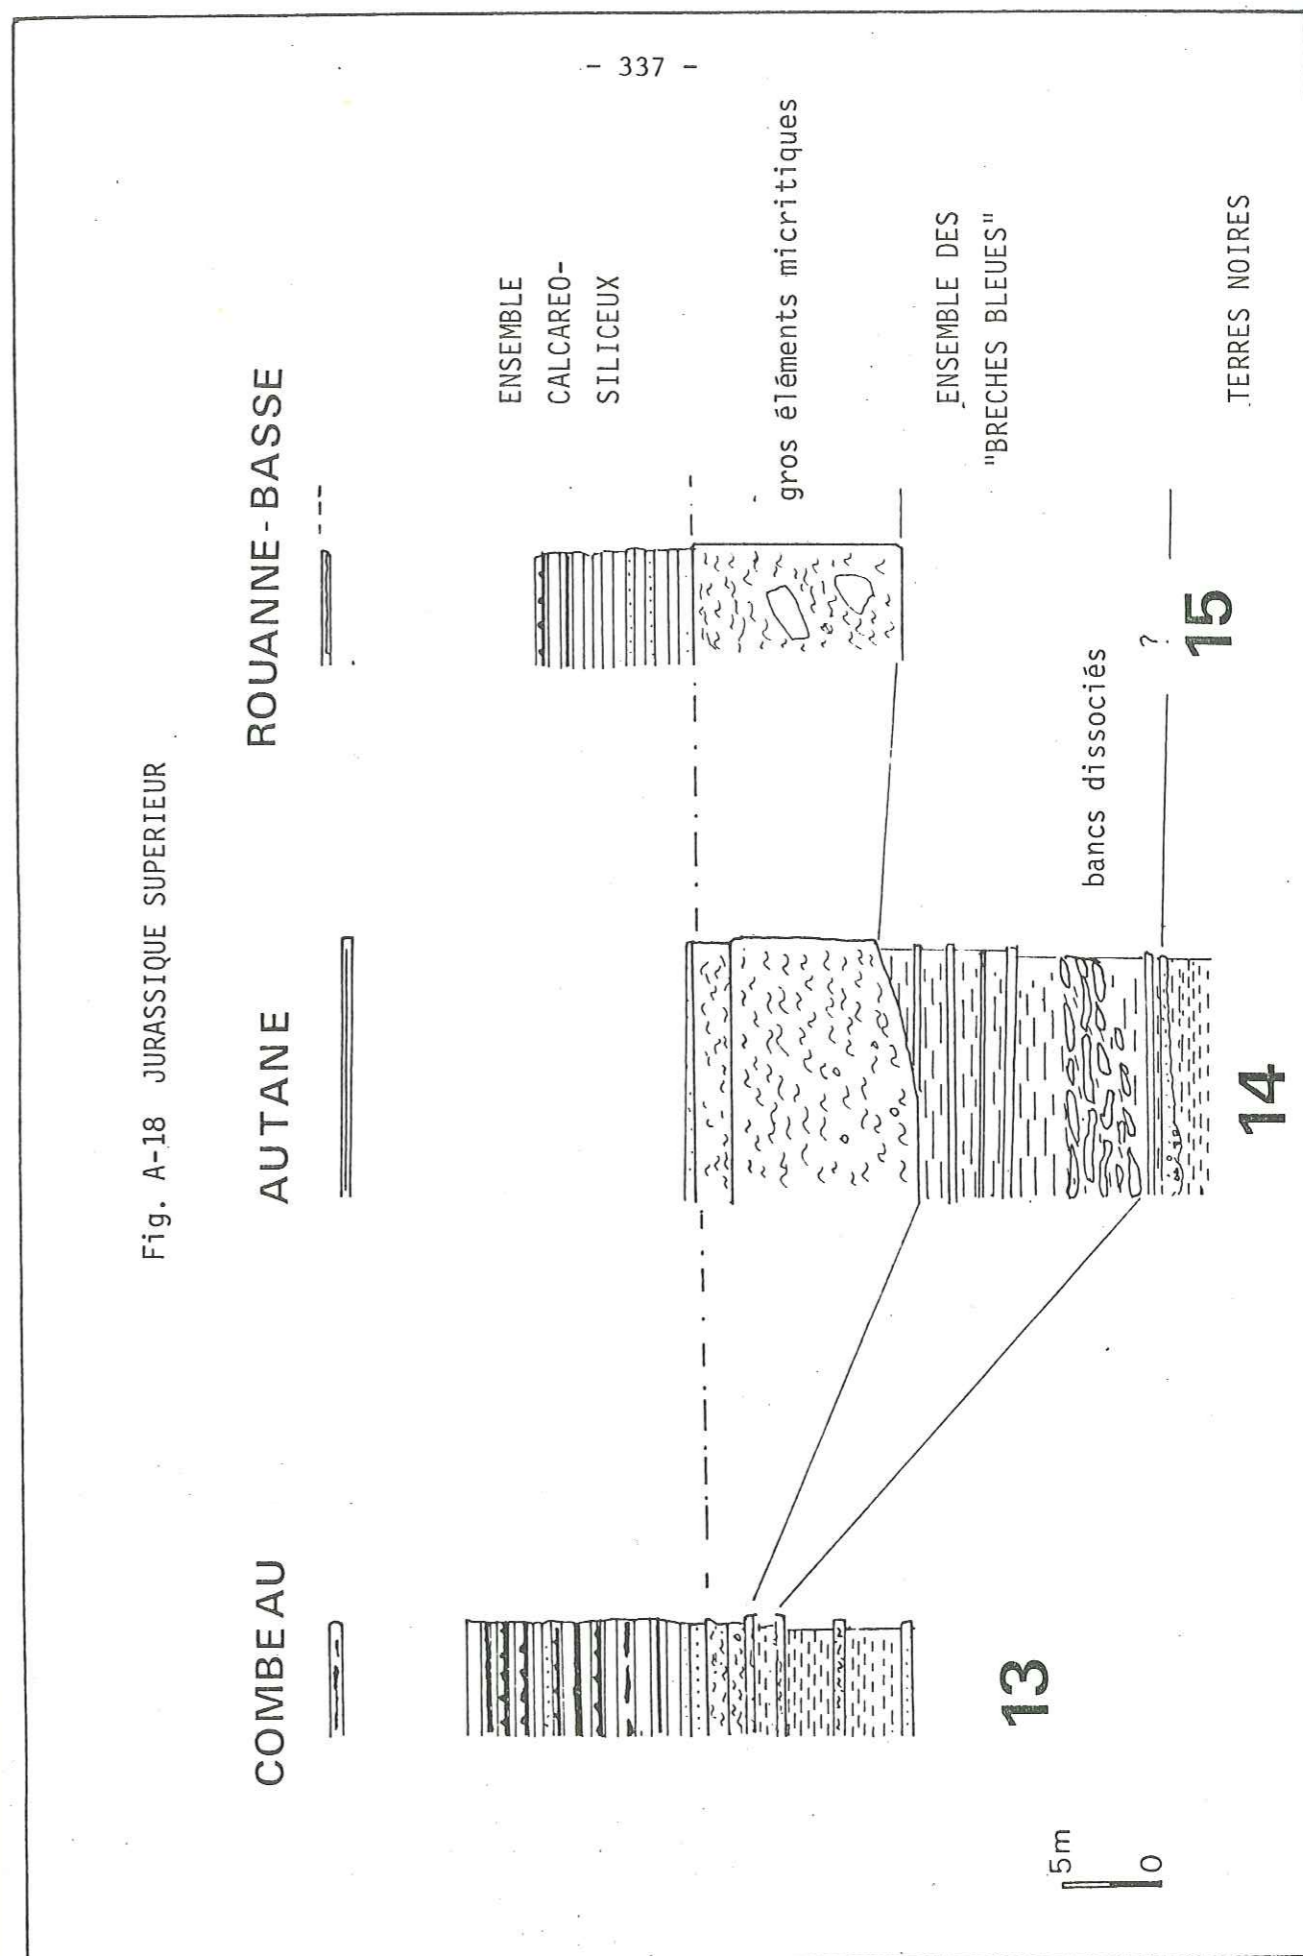 - 337 -
Fig. A-18 JURASSIQUE SUPERIEUR
COMBEAU
AUTANE
ROUANNE-BASSE
ENSEMBLE
CALCAREO-
SILICEUX
gros éléments micritiques
ENSEMBLE DES
"BRECHES BLEUES"
bancs dissociés
?
TERRES NOIRES
13
14
15
5m
0